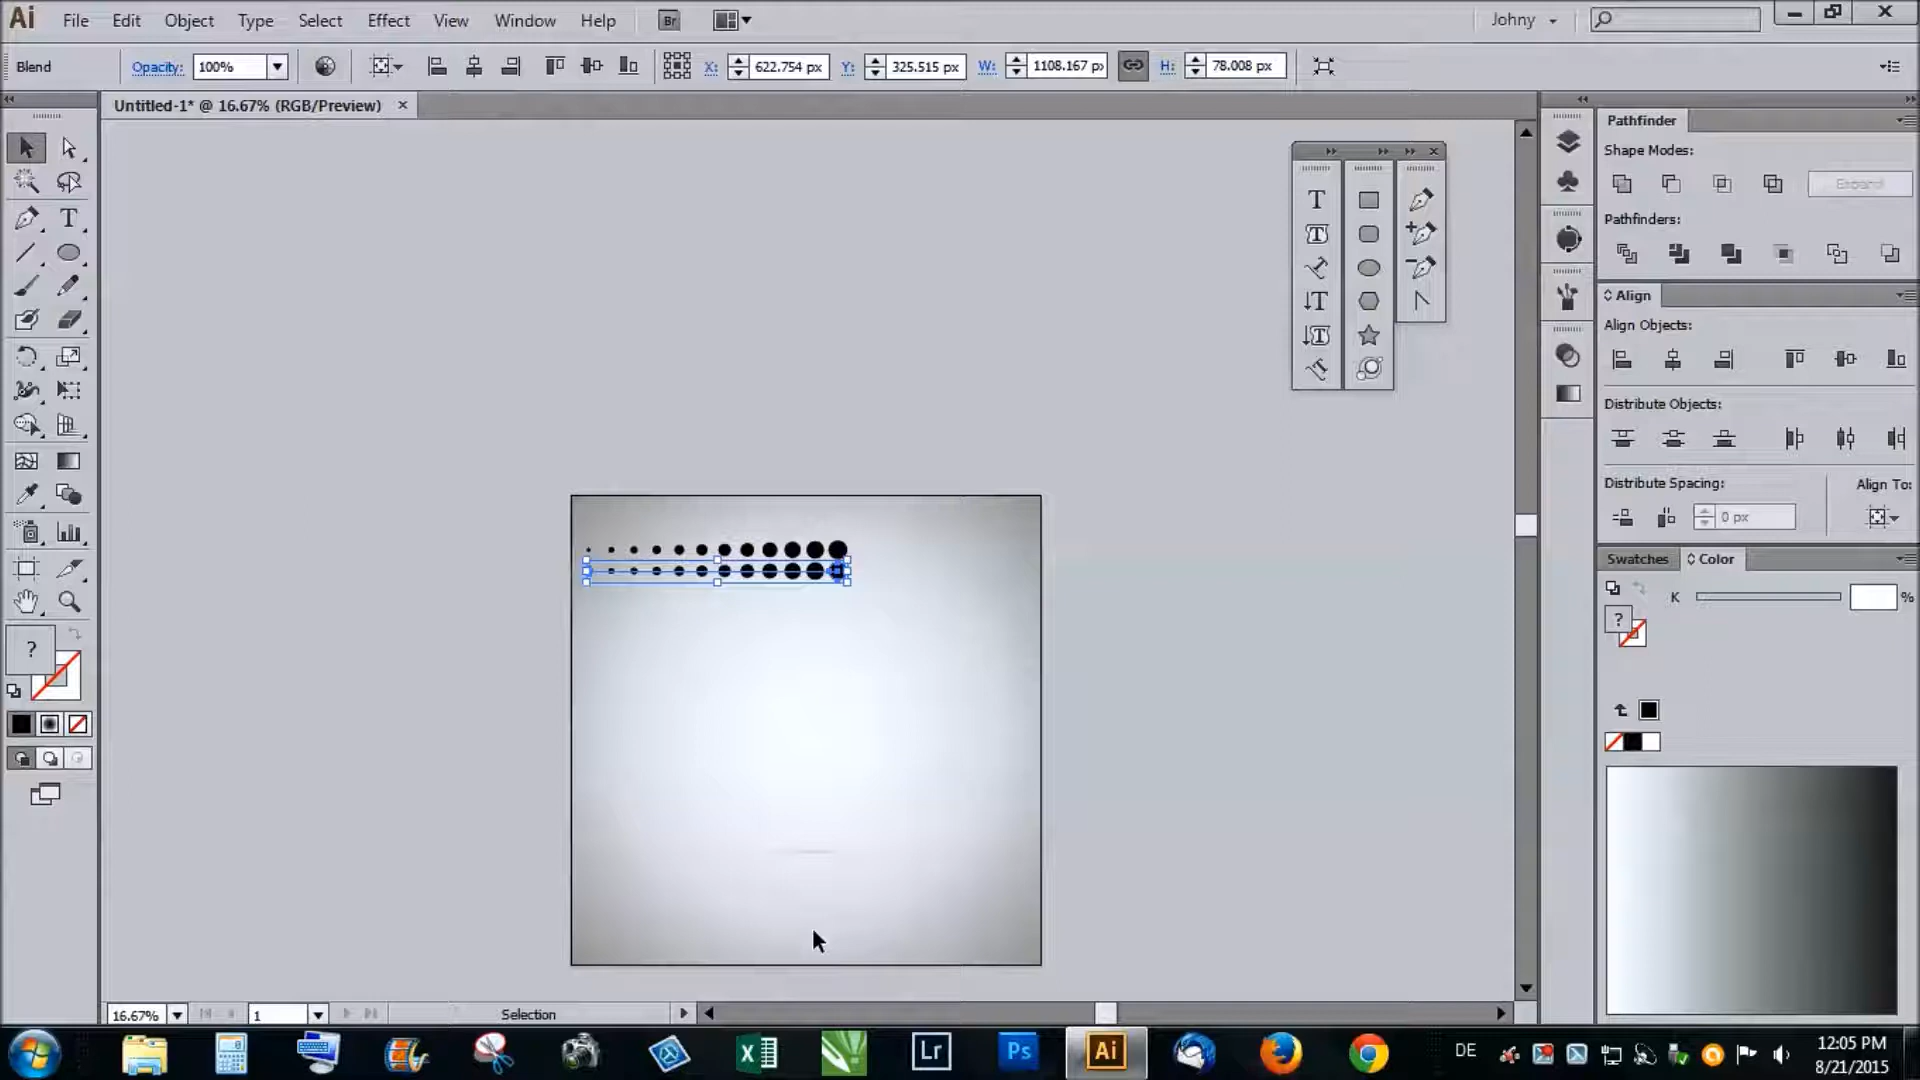 Ai File Edit Object Type Select Effect View Window Help Br Johny
Blend Opacity: 100% X: 622.754 px Y: 325.515 px W: 1108.167 px H: 78.008 px
Untitled-1* @ 16.67% (RGB/Preview) ×
Pathfinder
Shape Modes:
Expand
Pathfinders:
Align
Align Objects:
Distribute Objects:
Distribute Spacing: Align To:
0 px
Swatches Color
K %
?
?
16.67% 1 Selection
Lr Ps Ai DE 12:05 PM
8/21/2015